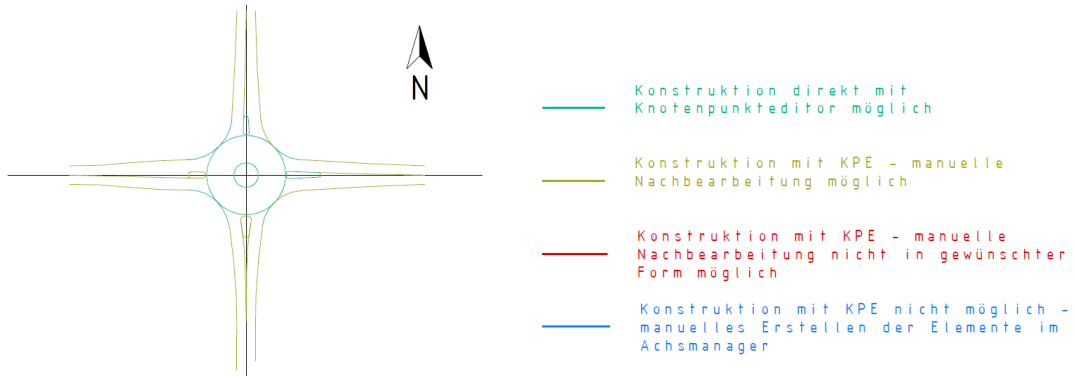 N
Konstruktion direkt mit
Knotenpunkteditor möglich
Konstruktion mit KPE - manuelle
Nachbearbeitung möglich
Konstruktion mit KPE - manuelle
Nachbearbeitung nicht in gewünschter
Form möglich
Konstruktion mit KPE nicht möglich -
manuelles Erstellen der Elemente im
Achsmanager